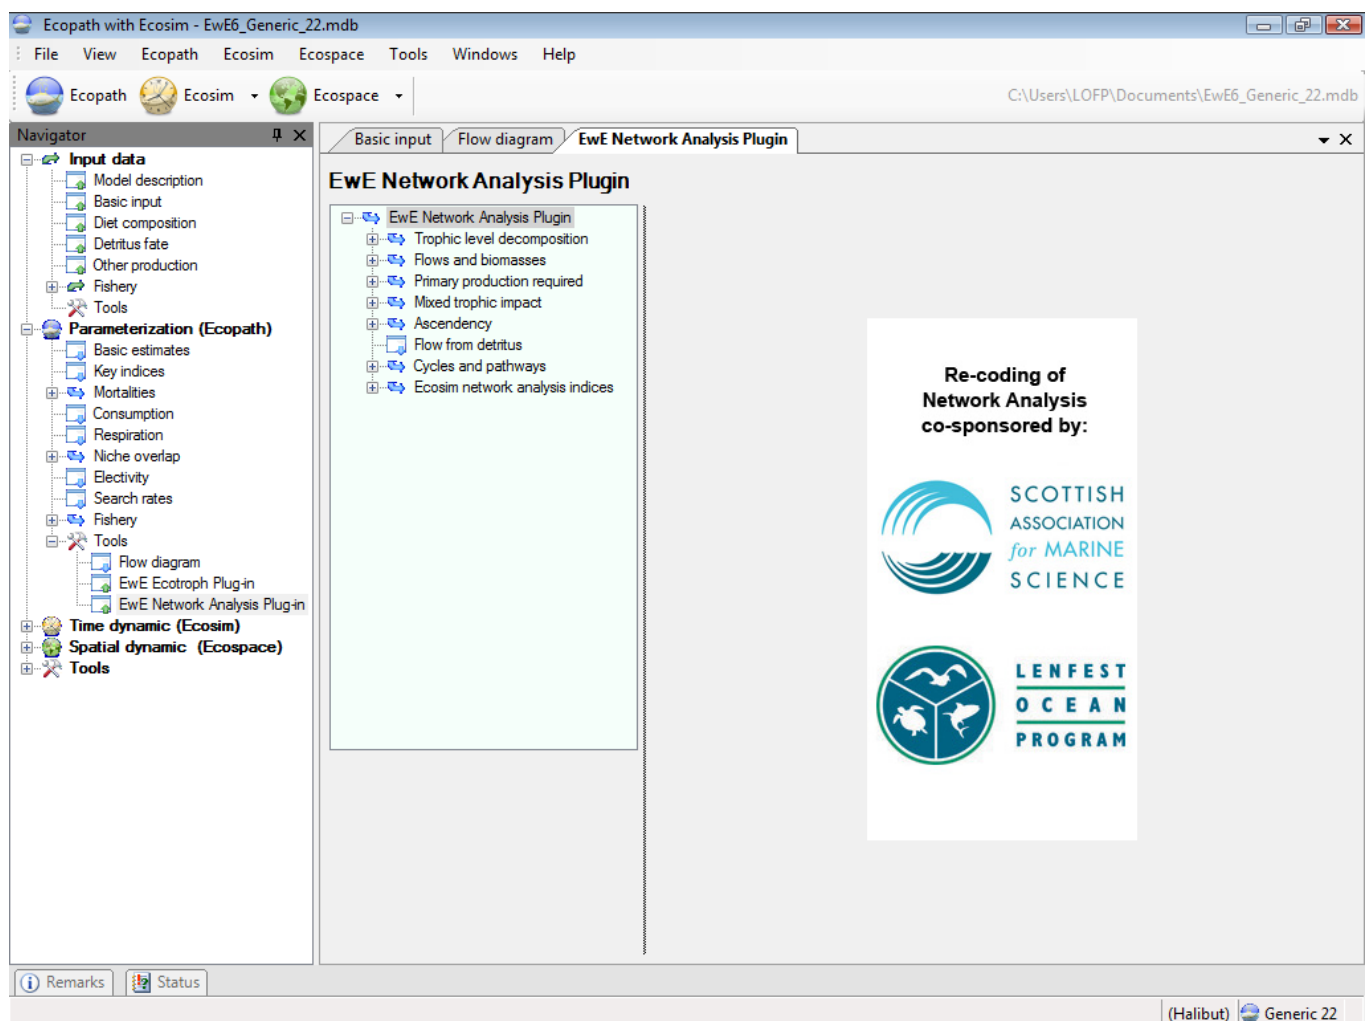 Ecopath with Ecosim - EwE6_Generic_22.mdb
File View Ecopath Ecosim Ecospace Tools Windows Help
Ecopath Ecosim Ecospace C:\Users\LOFP\Documents\EwE6_Generic_22.mdb
Navigator
Input data
Model description
Basic input
Diet composition
Detritus fate
Other production
Fishery
Tools
Parameterization (Ecopath)
Basic estimates
Key indices
Mortalities
Consumption
Respiration
Niche overlap
Electivity
Search rates
Fishery
Tools
Flow diagram
EwE Ecotroph Plug-in
EwE Network Analysis Plug-in
Time dynamic (Ecosim)
Spatial dynamic (Ecospace)
Tools
Basic input Flow diagram EwE Network Analysis Plugin
EwE Network Analysis Plugin
EwE Network Analysis Plugin
Trophic level decomposition
Flows and biomasses
Primary production required
Mixed trophic impact
Ascendency
Flow from detritus
Cycles and pathways
Ecosim network analysis indices
Re-coding of
Network Analysis
co-sponsored by:
SCOTTISH
ASSOCIATION
for MARINE
SCIENCE
LENFEST
OCEAN
PROGRAM
Remarks Status
(Halibut) Generic 22